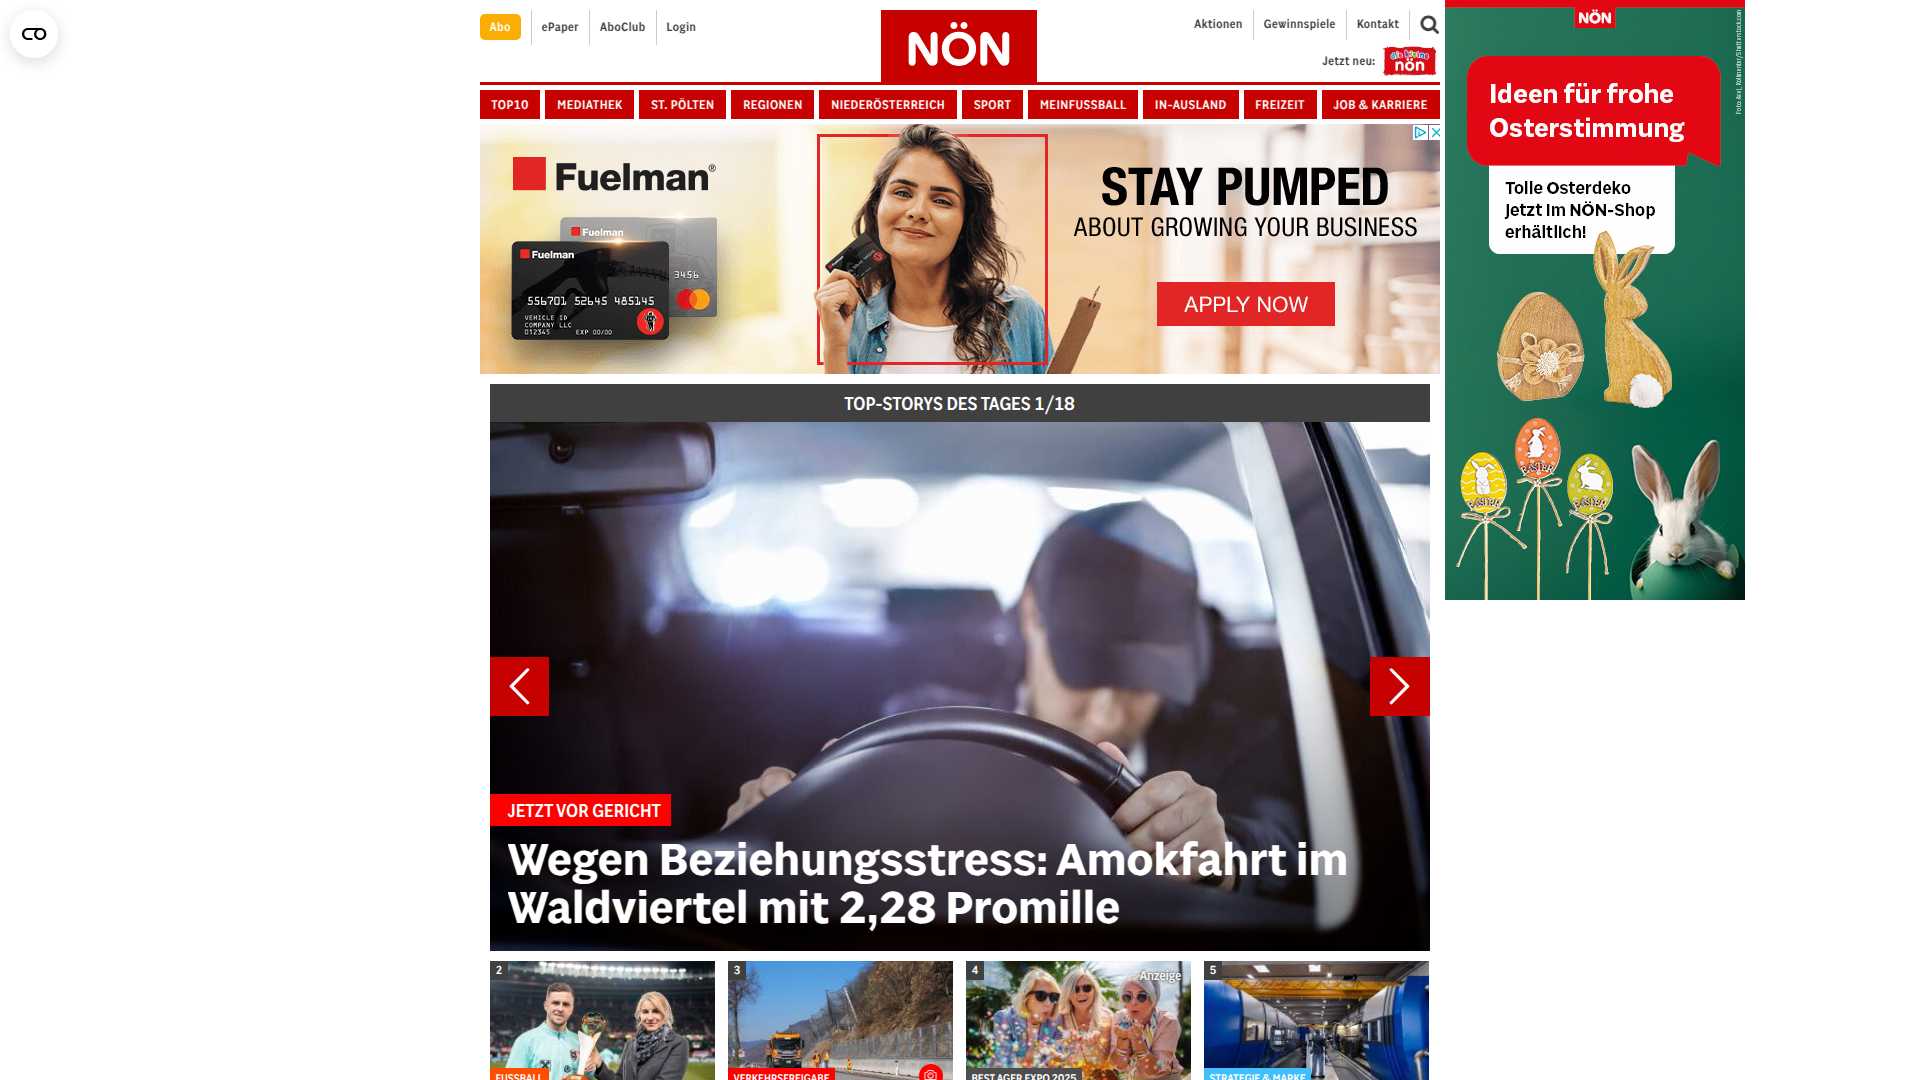 Abo
ePaper
AboClub
Login
NÖN
Aktionen
Gewinnspiele
Kontakt
Jetzt neu:
die kleine
nön
TOP10
MEDIATHEK
ST. PÖLTEN
REGIONEN
NIEDERÖSTERREICH
SPORT
MEINFUSSBALL
IN-AUSLAND
FREIZEIT
JOB & KARRIERE
Fuelman®
Fuelman
Fuelman
3456
556701 52645 485145
VEHICLE ID
COMPANY LLC
012345 EXP 00/00
STAY PUMPED
ABOUT GROWING YOUR BUSINESS
APPLY NOW
NÖN
Ideen für frohe
Osterstimmung
Tolle Osterdeko
jetzt im NÖN-Shop
erhältlich!
EASTER
EASTER
EASTER
TOP-STORYS DES TAGES 1/18
JETZT VOR GERICHT
Wegen Beziehungsstress: Amokfahrt im
Waldviertel mit 2,28 Promille
2
FUSSBALL
3
VERKEHRSFREIGABE
4
Anzeige
BEST AGER EXPO 2025
5
STRATEGIE & MARKE